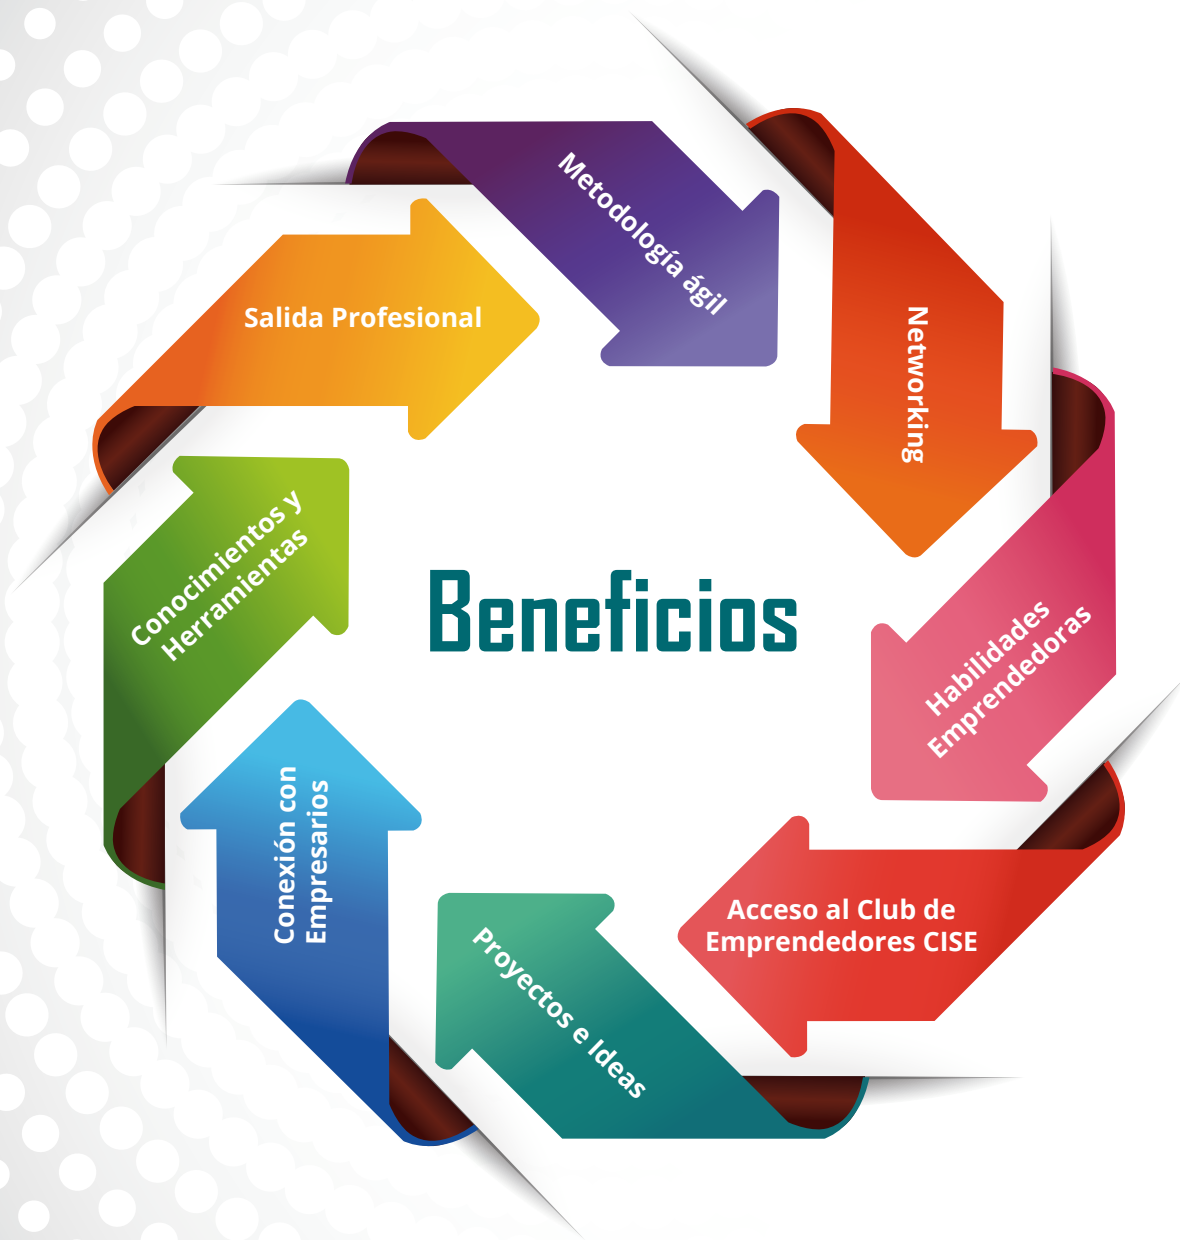 Metodología ágil
Networking
Salida Profesional
Conocimientos y
Herramientas
Beneficios
Habilidades
Emprendedoras
Conexión con
Empresarios
Acceso al Club de
Emprendedores CISE
Proyectos e Ideas